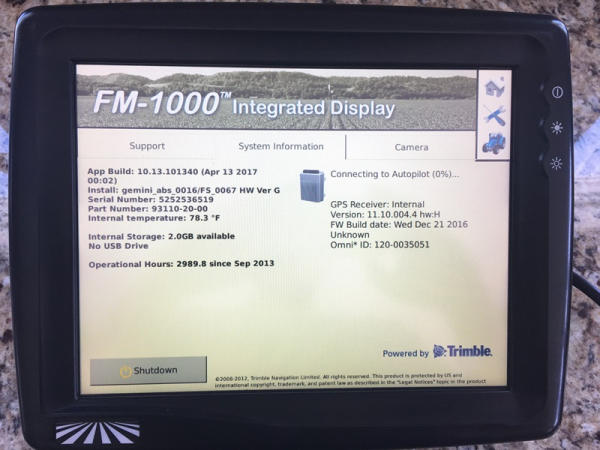 FM-1000™ Integrated Display
Support
System Information
Camera
App Build: 10.13.101340 (Apr 13 2017
00:02)
Install: gemini_abs_0016/FS_0067 HW Ver G
Serial Number: 5252536519
Part Number: 93110-20-00
Internal temperature: 78.3 °F
Internal Storage: 2.0GB available
No USB Drive
Operational Hours: 2989.8 since Sep 2013
Connecting to Autopilot (0%)...
GPS Receiver: Internal
Version: 11.10.004.4 hw:H
FW Build date: Wed Dec 21 2016
Unknown
Omni* ID: 120-0035051
Powered by Trimble.
Shutdown
©2008-2012, Trimble Navigation Limited. All rights reserved. This product is protected by US and
international copyright, trademark, and patent law as described in the "Legal Notices" topic in the product